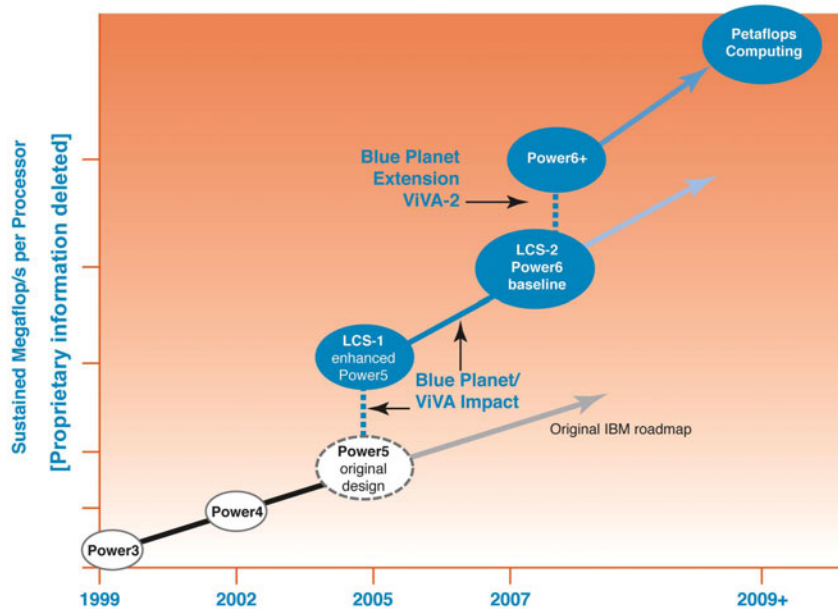 Petaflops
Computing
Sustained Megaflop/s per Processor
[Proprietary information deleted]
Blue Planet
Extension
ViVA-2
Power6+
LCS-2
Power6
baseline
LCS-1
enhanced
Power5
Blue Planet/
ViVA Impact
Original IBM roadmap
Power5
original
design
Power4
Power3
1999
2002
2005
2007
2009+